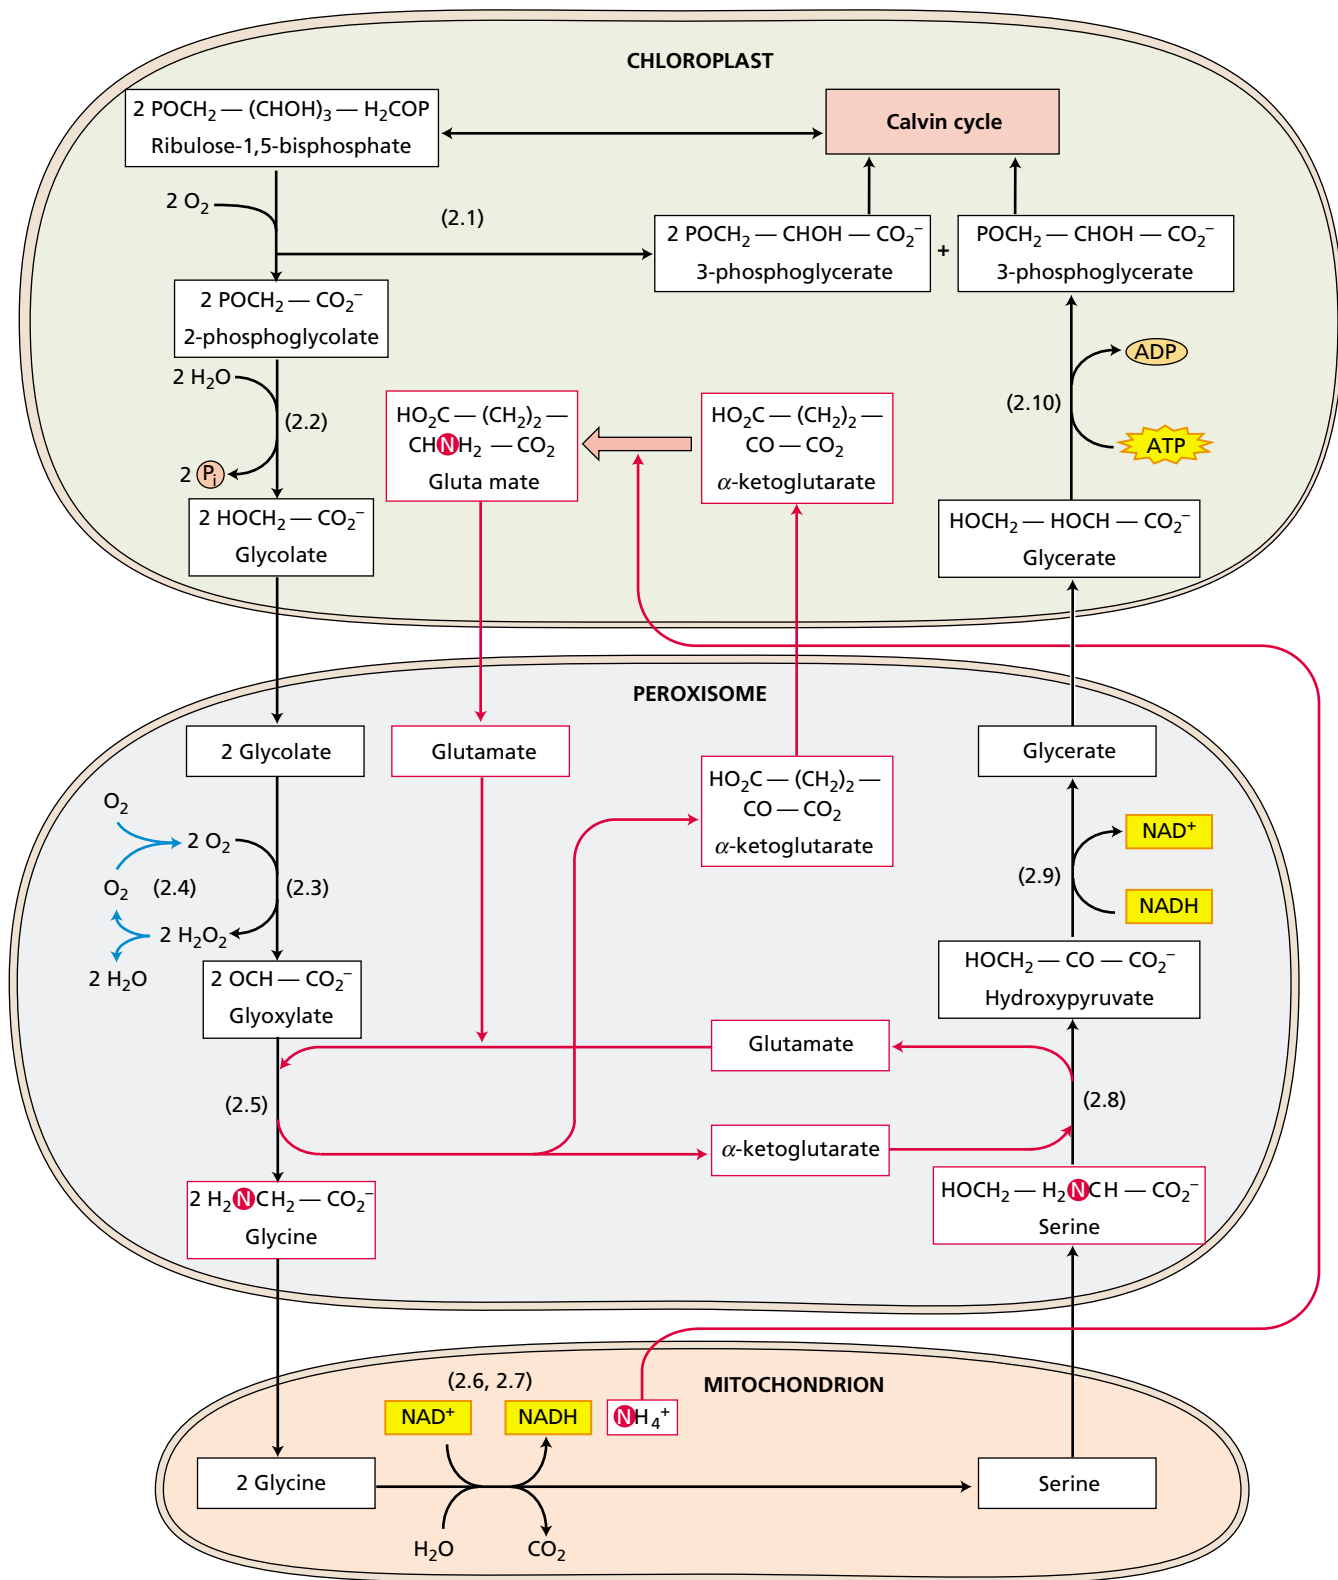 CHLOROPLAST
2 POCH₂ — (CHOH)₃ — H₂COP
Ribulose-1,5-bisphosphate
Calvin cycle
2 O₂
(2.1)
2 POCH₂ — CHOH — CO₂⁻
3-phosphoglycerate
+
POCH₂ — CHOH — CO₂⁻
3-phosphoglycerate
2 POCH₂ — CO₂⁻
2-phosphoglycolate
ADP
2 H₂O
(2.2)
2 Pᵢ
HO₂C — (CH₂)₂ —
CHNH₂ — CO₂
Gluta mate
HO₂C — (CH₂)₂ —
CO — CO₂
α-ketoglutarate
(2.10)
ATP
2 HOCH₂ — CO₂⁻
Glycolate
HOCH₂ — HOCH — CO₂⁻
Glycerate
PEROXISOME
2 Glycolate
Glutamate
Glycerate
HO₂C — (CH₂)₂ —
CO — CO₂
α-ketoglutarate
O₂
2 O₂
O₂
(2.4)
(2.3)
2 H₂O₂
2 H₂O
NAD⁺
(2.9)
NADH
2 OCH — CO₂⁻
Glyoxylate
HOCH₂ — CO — CO₂⁻
Hydroxypyruvate
Glutamate
(2.5)
(2.8)
α-ketoglutarate
2 H₂NCH₂ — CO₂⁻
Glycine
HOCH₂ — H₂NCH — CO₂⁻
Serine
MITOCHONDRION
(2.6, 2.7)
NAD⁺
NADH
NH₄⁺
2 Glycine
Serine
H₂O
CO₂